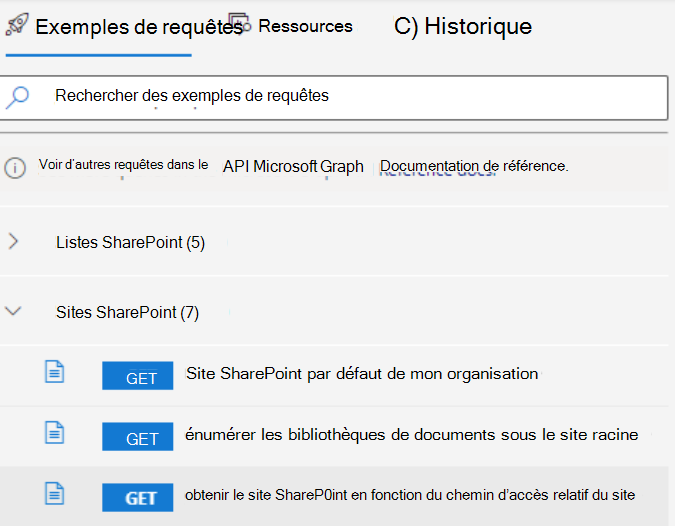 Exemples de requêtes Ressources C) Historique
Rechercher des exemples de requêtes
Voir d'autres requêtes dans le API Microsoft Graph Documentation de référence.
Listes SharePoint (5)
Sites SharePoint (7)
GET Site SharePoint par défaut de mon organisation
GET énumérer les bibliothèques de documents sous le site racine
GET obtenir le site ShareP0int en fonction du chemin d'accès relatif du site